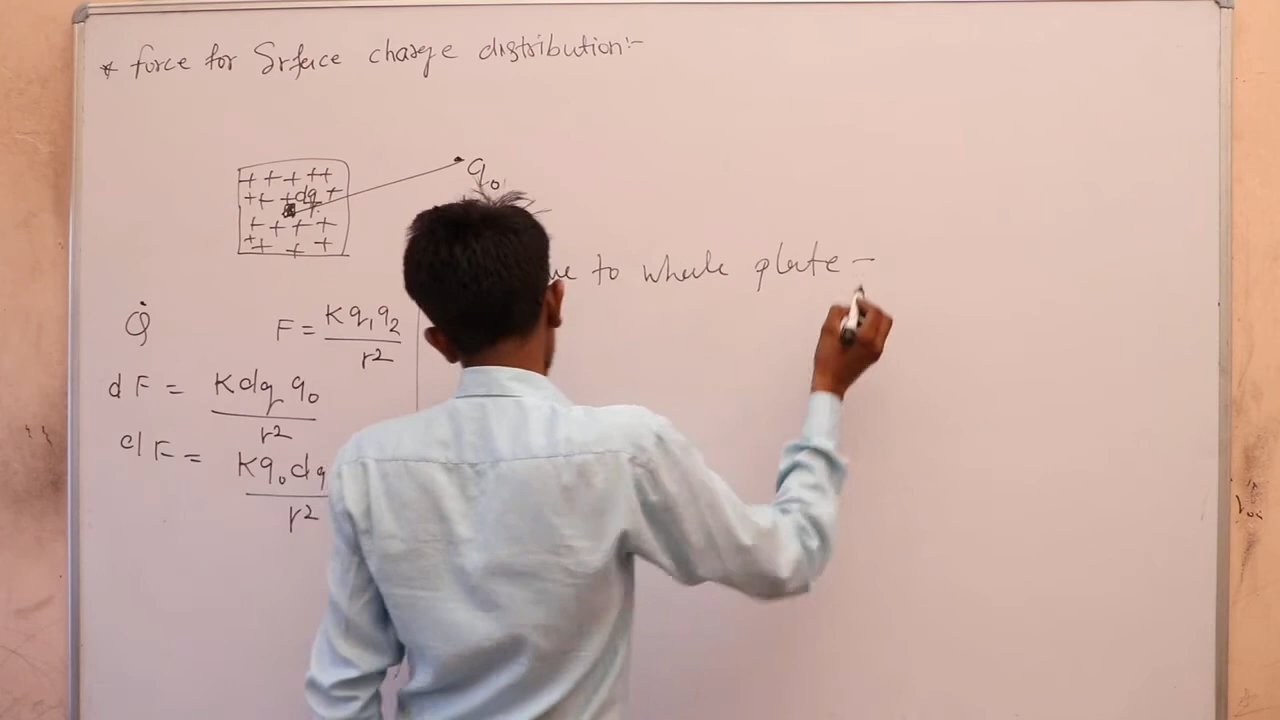 * force for Srface charge distribution:-
+ + + ++
++ +dq +
+ + + +
++ + +
q₀
to whole plate -
Q
F = Kq₁q₂
r²
dF = Kdq q₀
r²
dF = Kq₀dq
r²